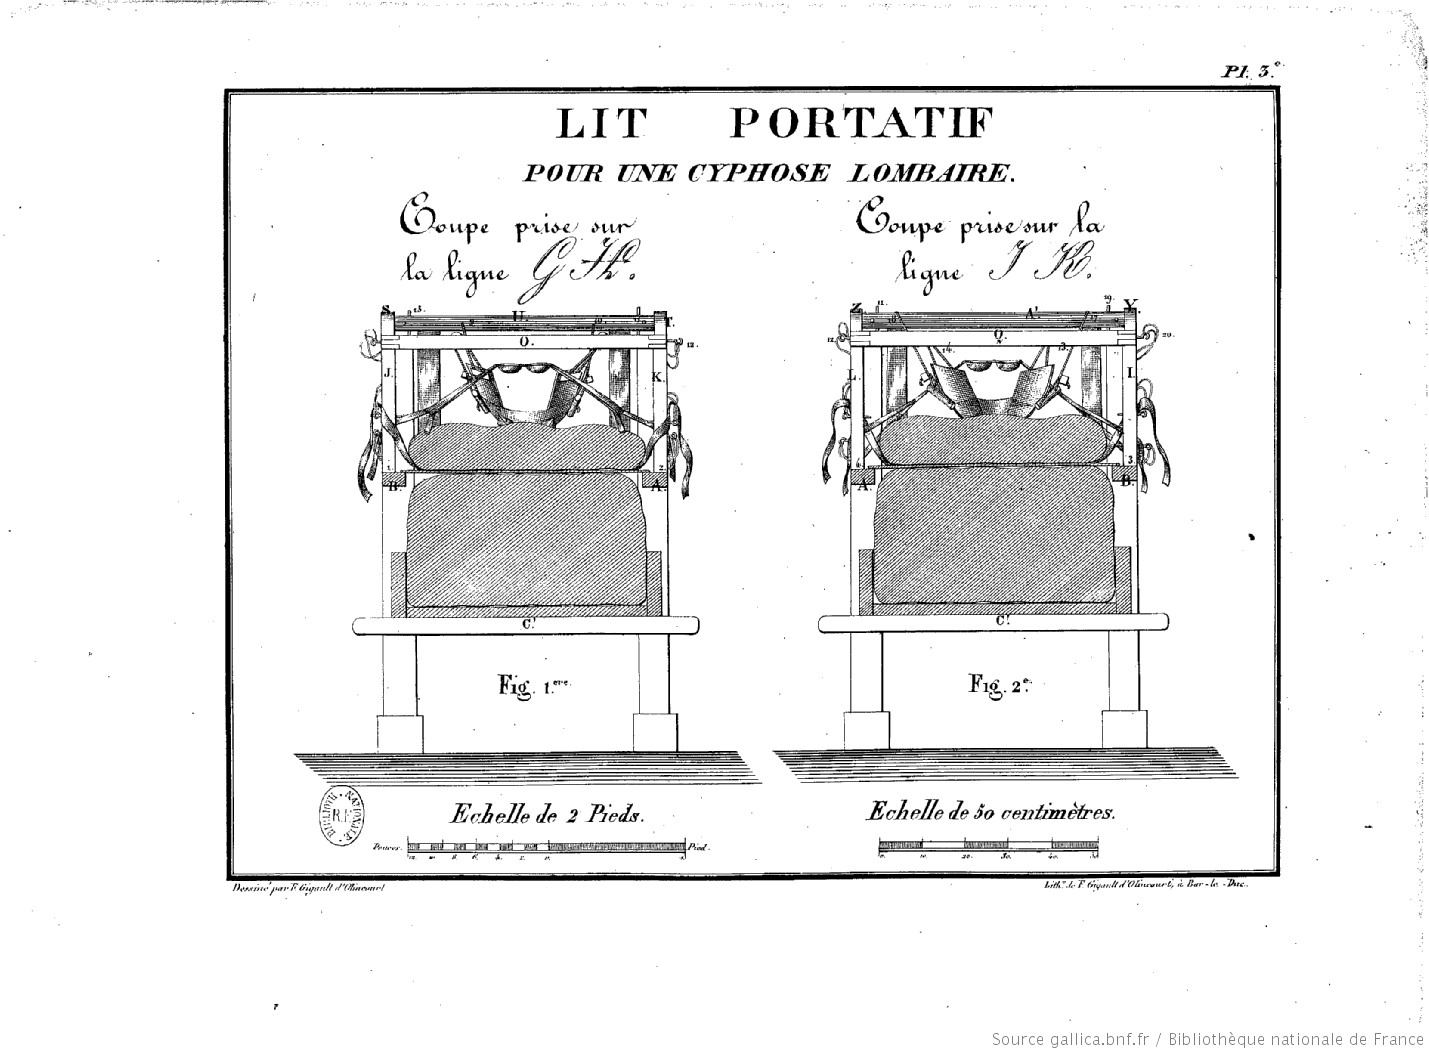 Pl. 3.e
LIT PORTATIF
POUR UNE CYPHOSE LOMBAIRE.
Coupe prise sur
la ligne G H.
Coupe prise sur la
ligne J K.
S. 13. H. T.
O. 12.
J. K.
1 2
B. A.
C'
Fig. 1.ere
Z 11. A' 19. Y.
12. Q. 20.
14. 13.
L. I.
4 3
A. B.
C'
Fig. 2.e
BIBLIOTH. NATIONALE
R.F.
Echelle de 2 Pieds.
Pouces. 12. 10. 8. 6. 4. 2. 0. Pied.
Echelle de 50 centimètres.
0. 10. 20. 30. 40. 50
Dessiné par F. Gigault d'Olincourt
Lith.e de F. Gigault d'Olincourt, à Bar-le-Duc.
Source gallica.bnf.fr / Bibliothèque nationale de France